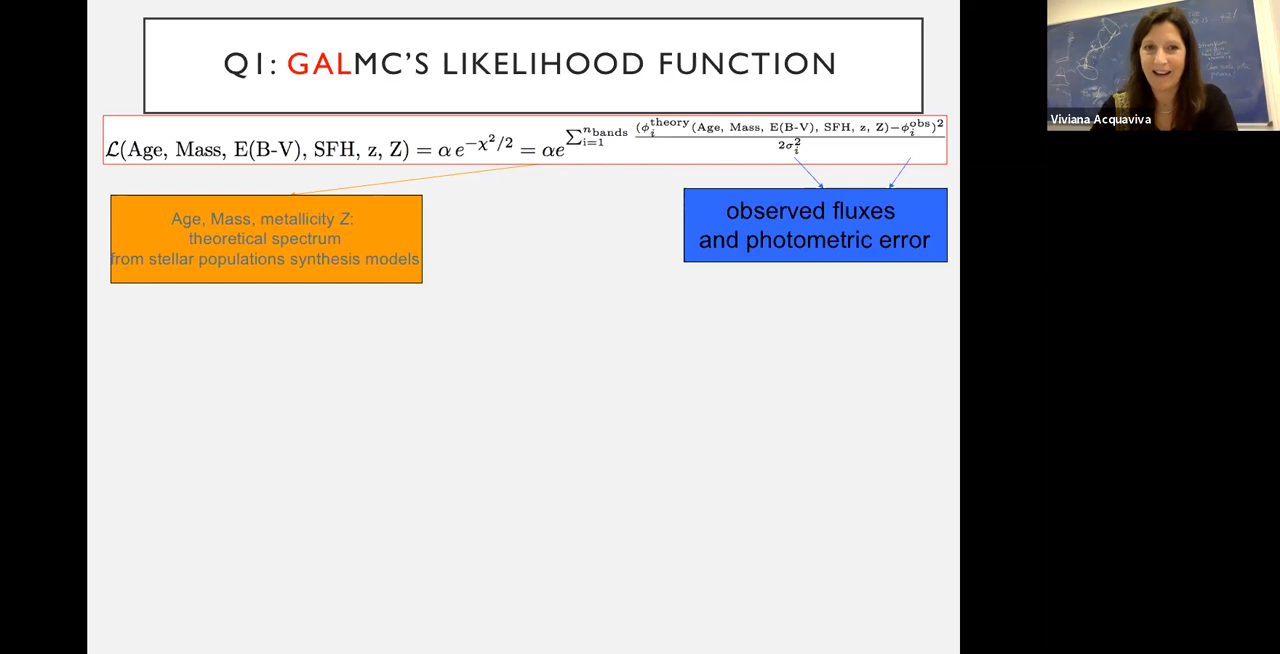 Q1: GALMC'S LIKELIHOOD FUNCTION
ℒ(Age, Mass, E(B-V), SFH, z, Z) = α e^{−χ²/2} = αe^{∑_{i=1}^{n_bands} (ϕ_i^theory(Age, Mass, E(B-V), SFH, z, Z)−ϕ_i^obs)² / 2σ_i²}
Age, Mass, metallicity Z:
theoretical spectrum
from stellar populations synthesis models
observed fluxes
and photometric error
Viviana Acquaviva